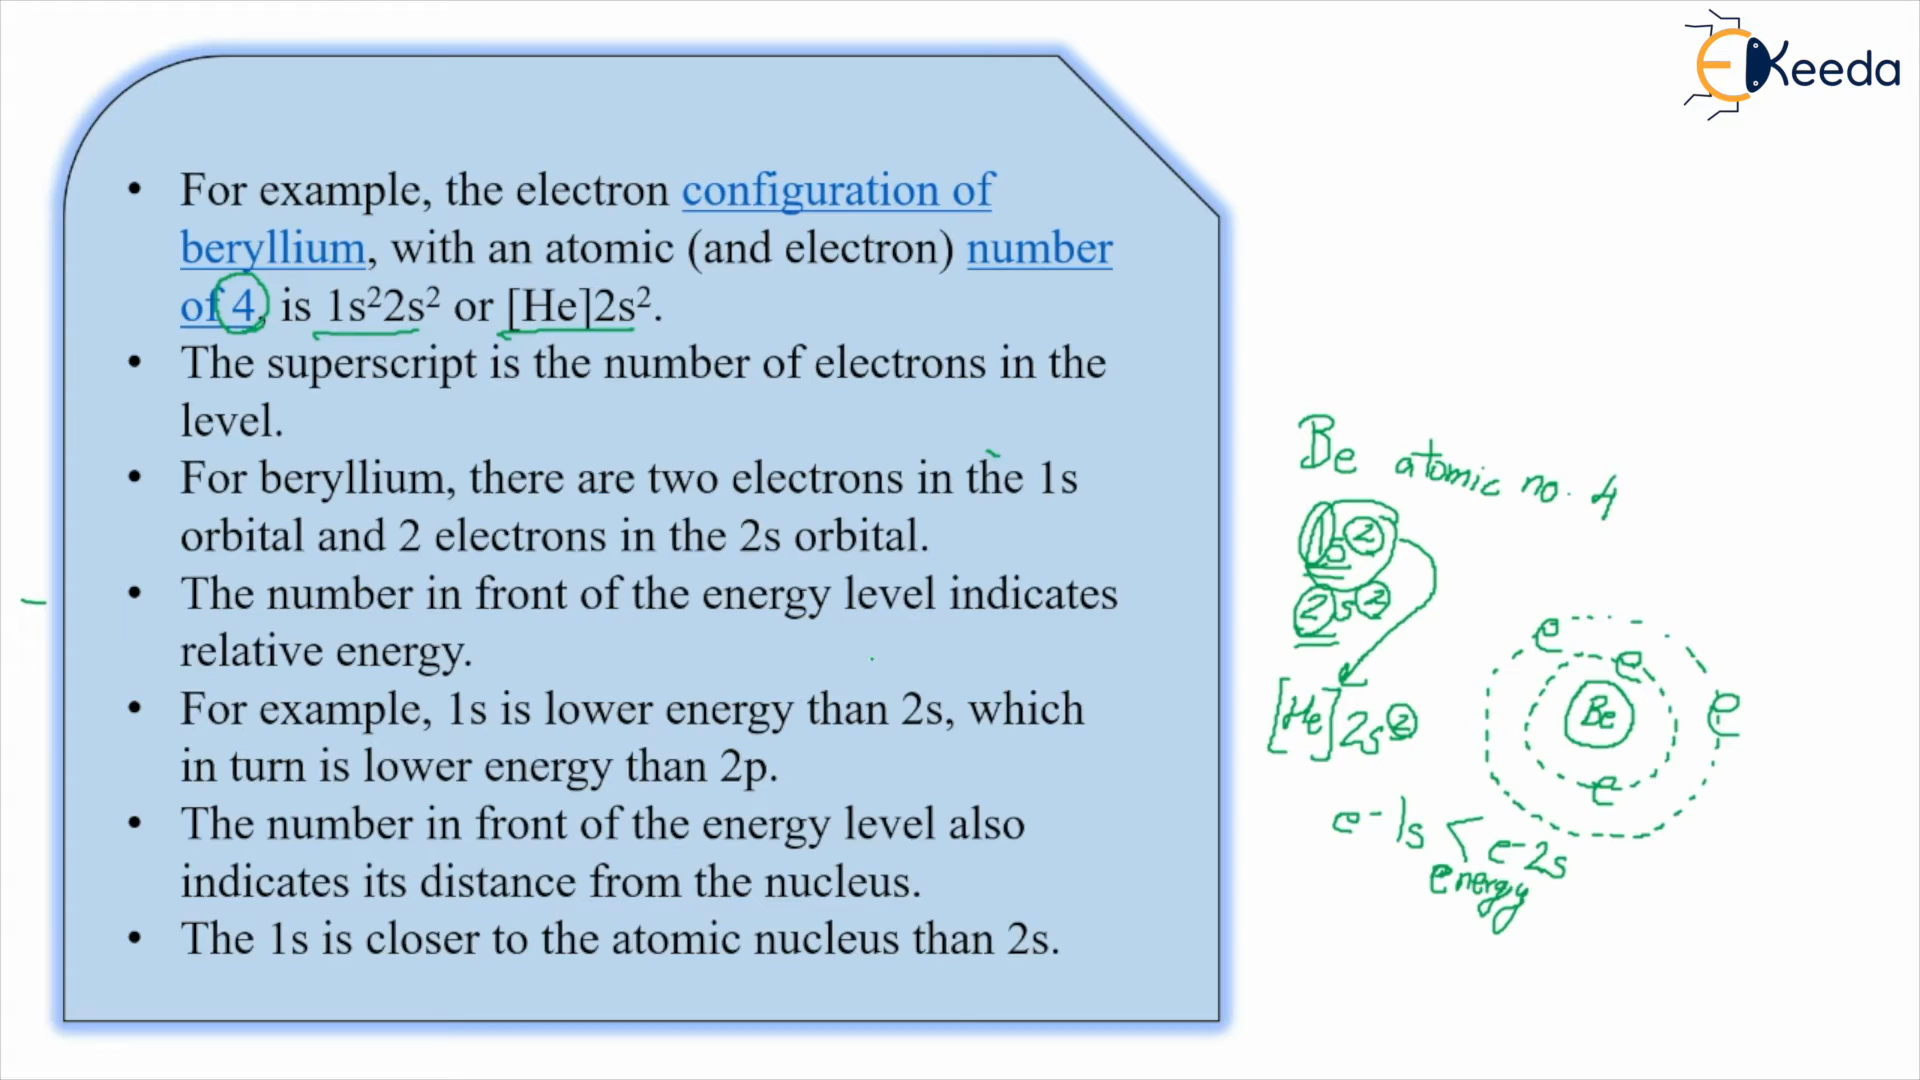 EKeeda
• For example, the electron configuration of
beryllium, with an atomic (and electron) number
of 4, is 1s²2s² or [He]2s².
• The superscript is the number of electrons in the
level.
• For beryllium, there are two electrons in the 1s
orbital and 2 electrons in the 2s orbital.
• The number in front of the energy level indicates
relative energy.
• For example, 1s is lower energy than 2s, which
in turn is lower energy than 2p.
• The number in front of the energy level also
indicates its distance from the nucleus.
• The 1s is closer to the atomic nucleus than 2s.
Be atomic no. 4
1s²
2s²
[He] 2s²
e
e
Be
e
e
e-1s < e-2s
energy